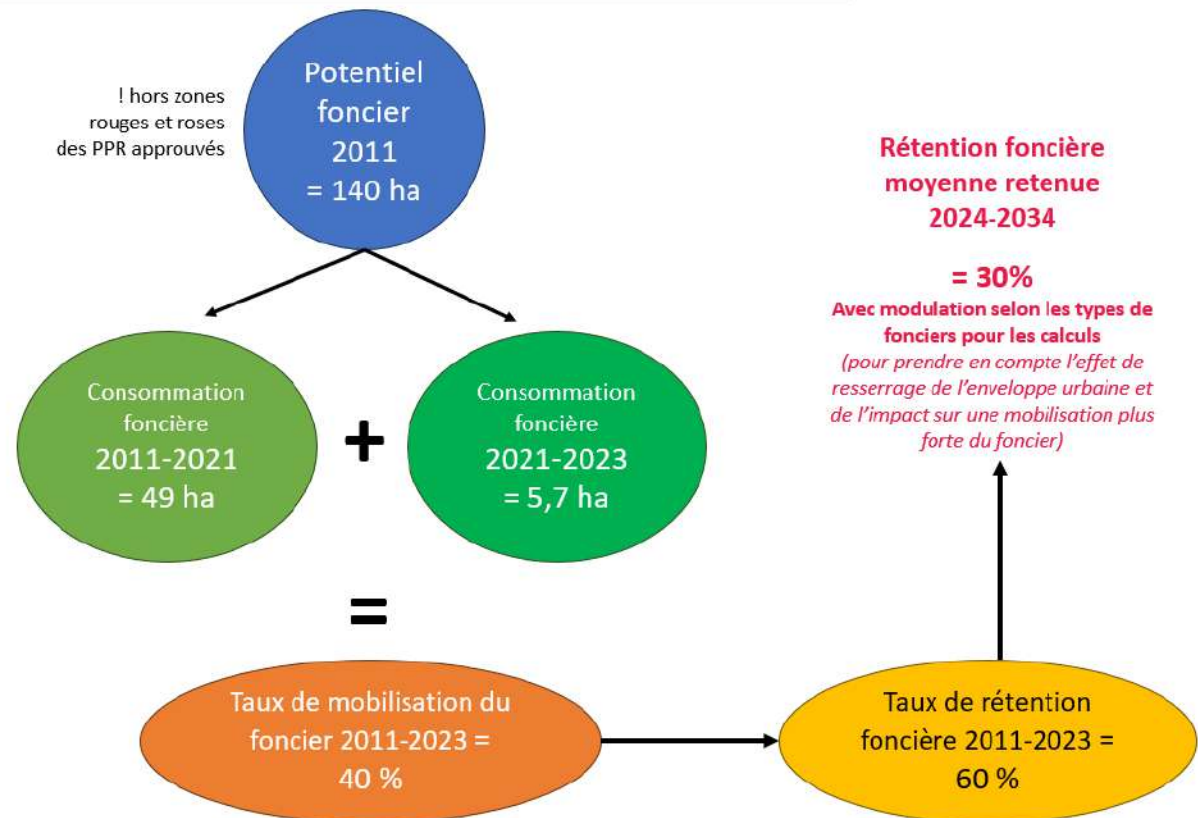 ! hors zones
rouges et roses
des PPR approuvés
Potentiel
foncier
2011
= 140 ha
Consommation
foncière
2011-2021
= 49 ha
+
Consommation
foncière
2021-2023
= 5,7 ha
=
Taux de mobilisation du
foncier 2011-2023 =
40 %
Taux de rétention
foncière 2011-2023 =
60 %
Rétention foncière
moyenne retenue
2024-2034
= 30%
Avec modulation selon les types de
fonciers pour les calculs
(pour prendre en compte l'effet de
resserrage de l'enveloppe urbaine et
de l'impact sur une mobilisation plus
forte du foncier)